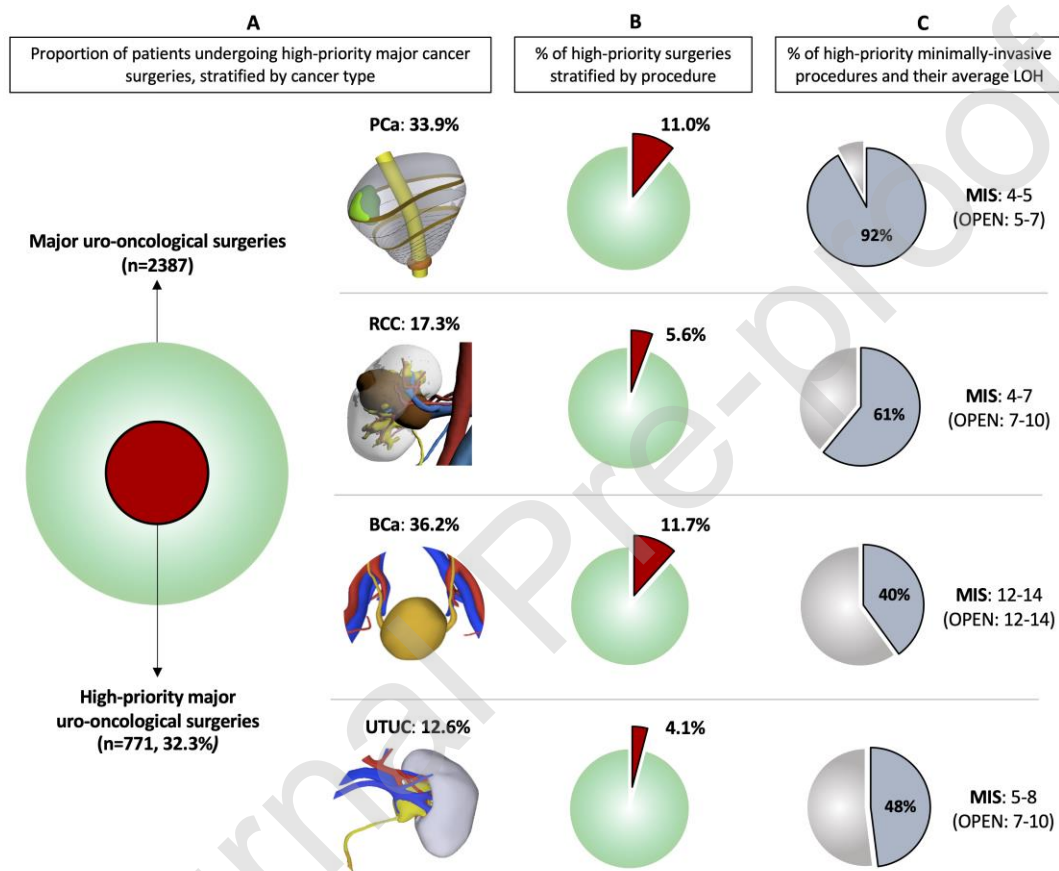 A
Proportion of patients undergoing high-priority major cancer
surgeries, stratified by cancer type
B
% of high-priority surgeries
stratified by procedure
C
% of high-priority minimally-invasive
procedures and their average LOH
Major uro-oncological surgeries
(n=2387)
High-priority major
uro-oncological surgeries
(n=771, 32.3%)
PCa: 33.9%
11.0%
92%
MIS: 4-5
(OPEN: 5-7)
RCC: 17.3%
5.6%
61%
MIS: 4-7
(OPEN: 7-10)
BCa: 36.2%
11.7%
40%
MIS: 12-14
(OPEN: 12-14)
UTUC: 12.6%
4.1%
48%
MIS: 5-8
(OPEN: 7-10)
rnal Pre-proof